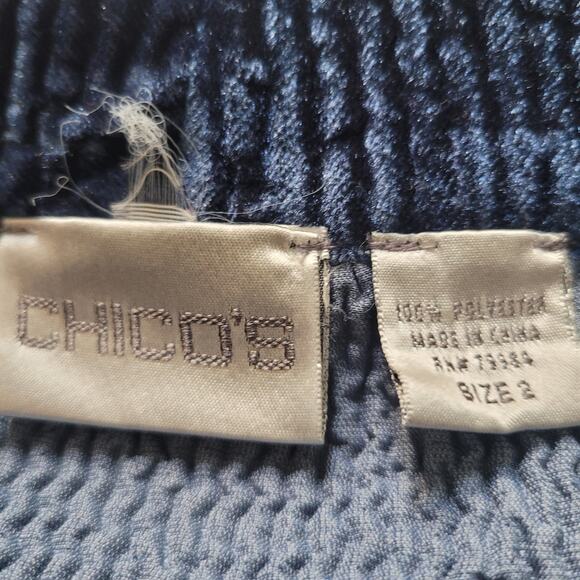 CHICO'S
100% POLYESTER
MADE IN CHINA
RN# 79984
SIZE 2